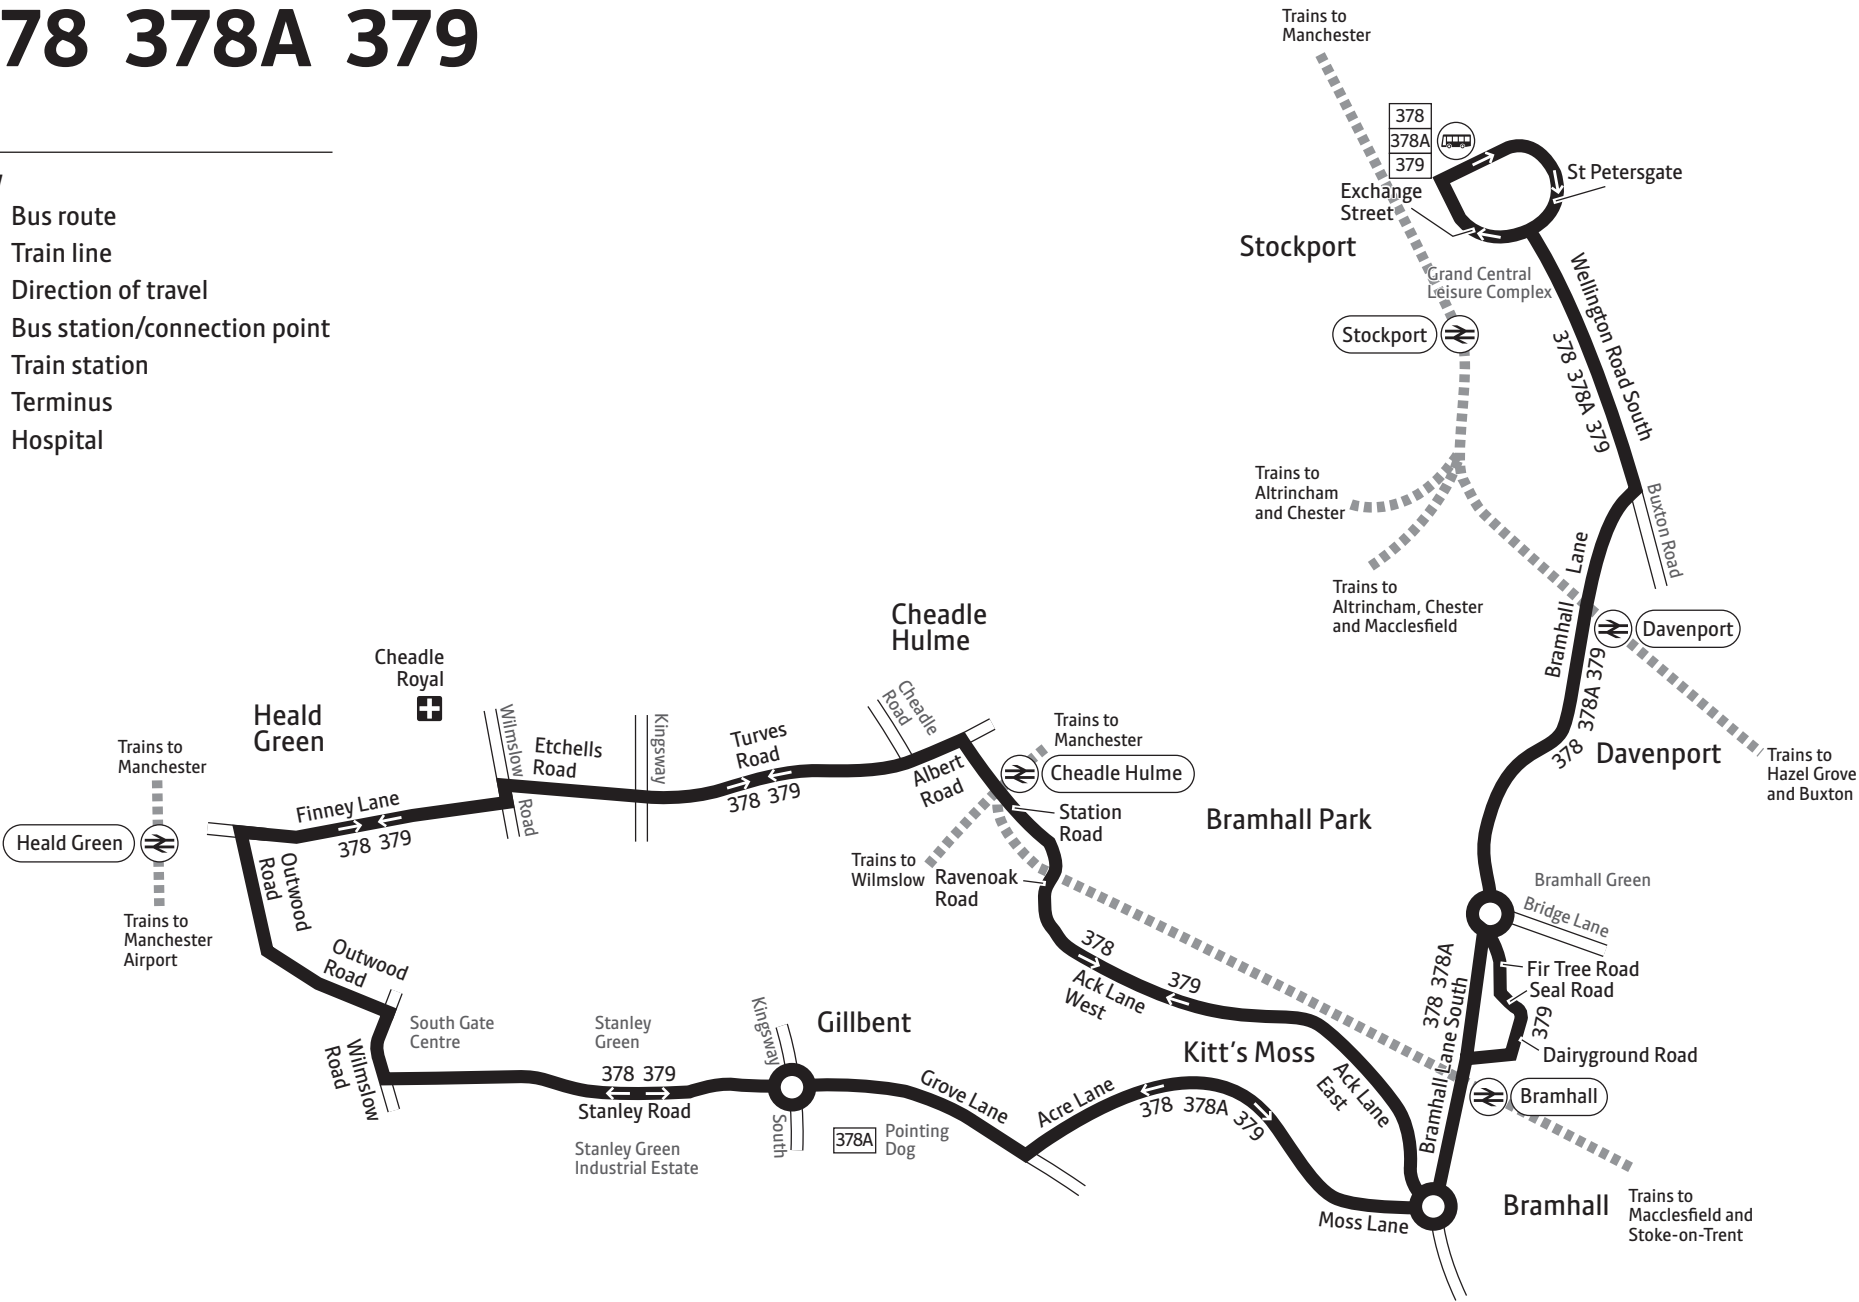 78 378A 379
y
Bus route
Train line
Direction of travel
Bus station/connection point
Train station
Terminus
Hospital
Trains to
Manchester
378
378A
379
St Petersgate
Exchange
Street
Stockport
Grand Central
Leisure Complex
Wellington Road South
378 378A 379
Stockport
Buxton Road
Trains to
Altrincham
and Chester
Trains to
Altrincham, Chester
and Macclesfield
Bramhall Lane
Davenport
378 378A 379
Davenport
Trains to
Hazel Grove
and Buxton
Cheadle
Hulme
Cheadle
Royal
Heald
Green
Trains to
Manchester
Heald Green
Trains to
Manchester
Airport
Finney Lane
378 379
Wilmslow
Road
Etchells
Road
Kingsway
Turves
Road
378 379
Cheadle
Road
Albert
Road
Trains to
Manchester
Cheadle Hulme
Station
Road
Trains to
Wilmslow
Ravenoak
Road
Bramhall Park
Outwood
Road
Outwood
Road
Wilmslow
Road
South Gate
Centre
Stanley
Green
378 379
Stanley Road
Stanley Green
Industrial Estate
Kingsway
South
Gillbent
378A
Pointing
Dog
Grove Lane
Acre Lane
378 378A 379
378
Ack Lane
West
379
Kitt's Moss
Ack Lane
East
Moss Lane
Bramhall Green
Bridge Lane
378 378A
Bramhall Lane South
Fir Tree Road
Seal Road
379
Dairyground Road
Bramhall
Bramhall
Trains to
Macclesfield and
Stoke-on-Trent